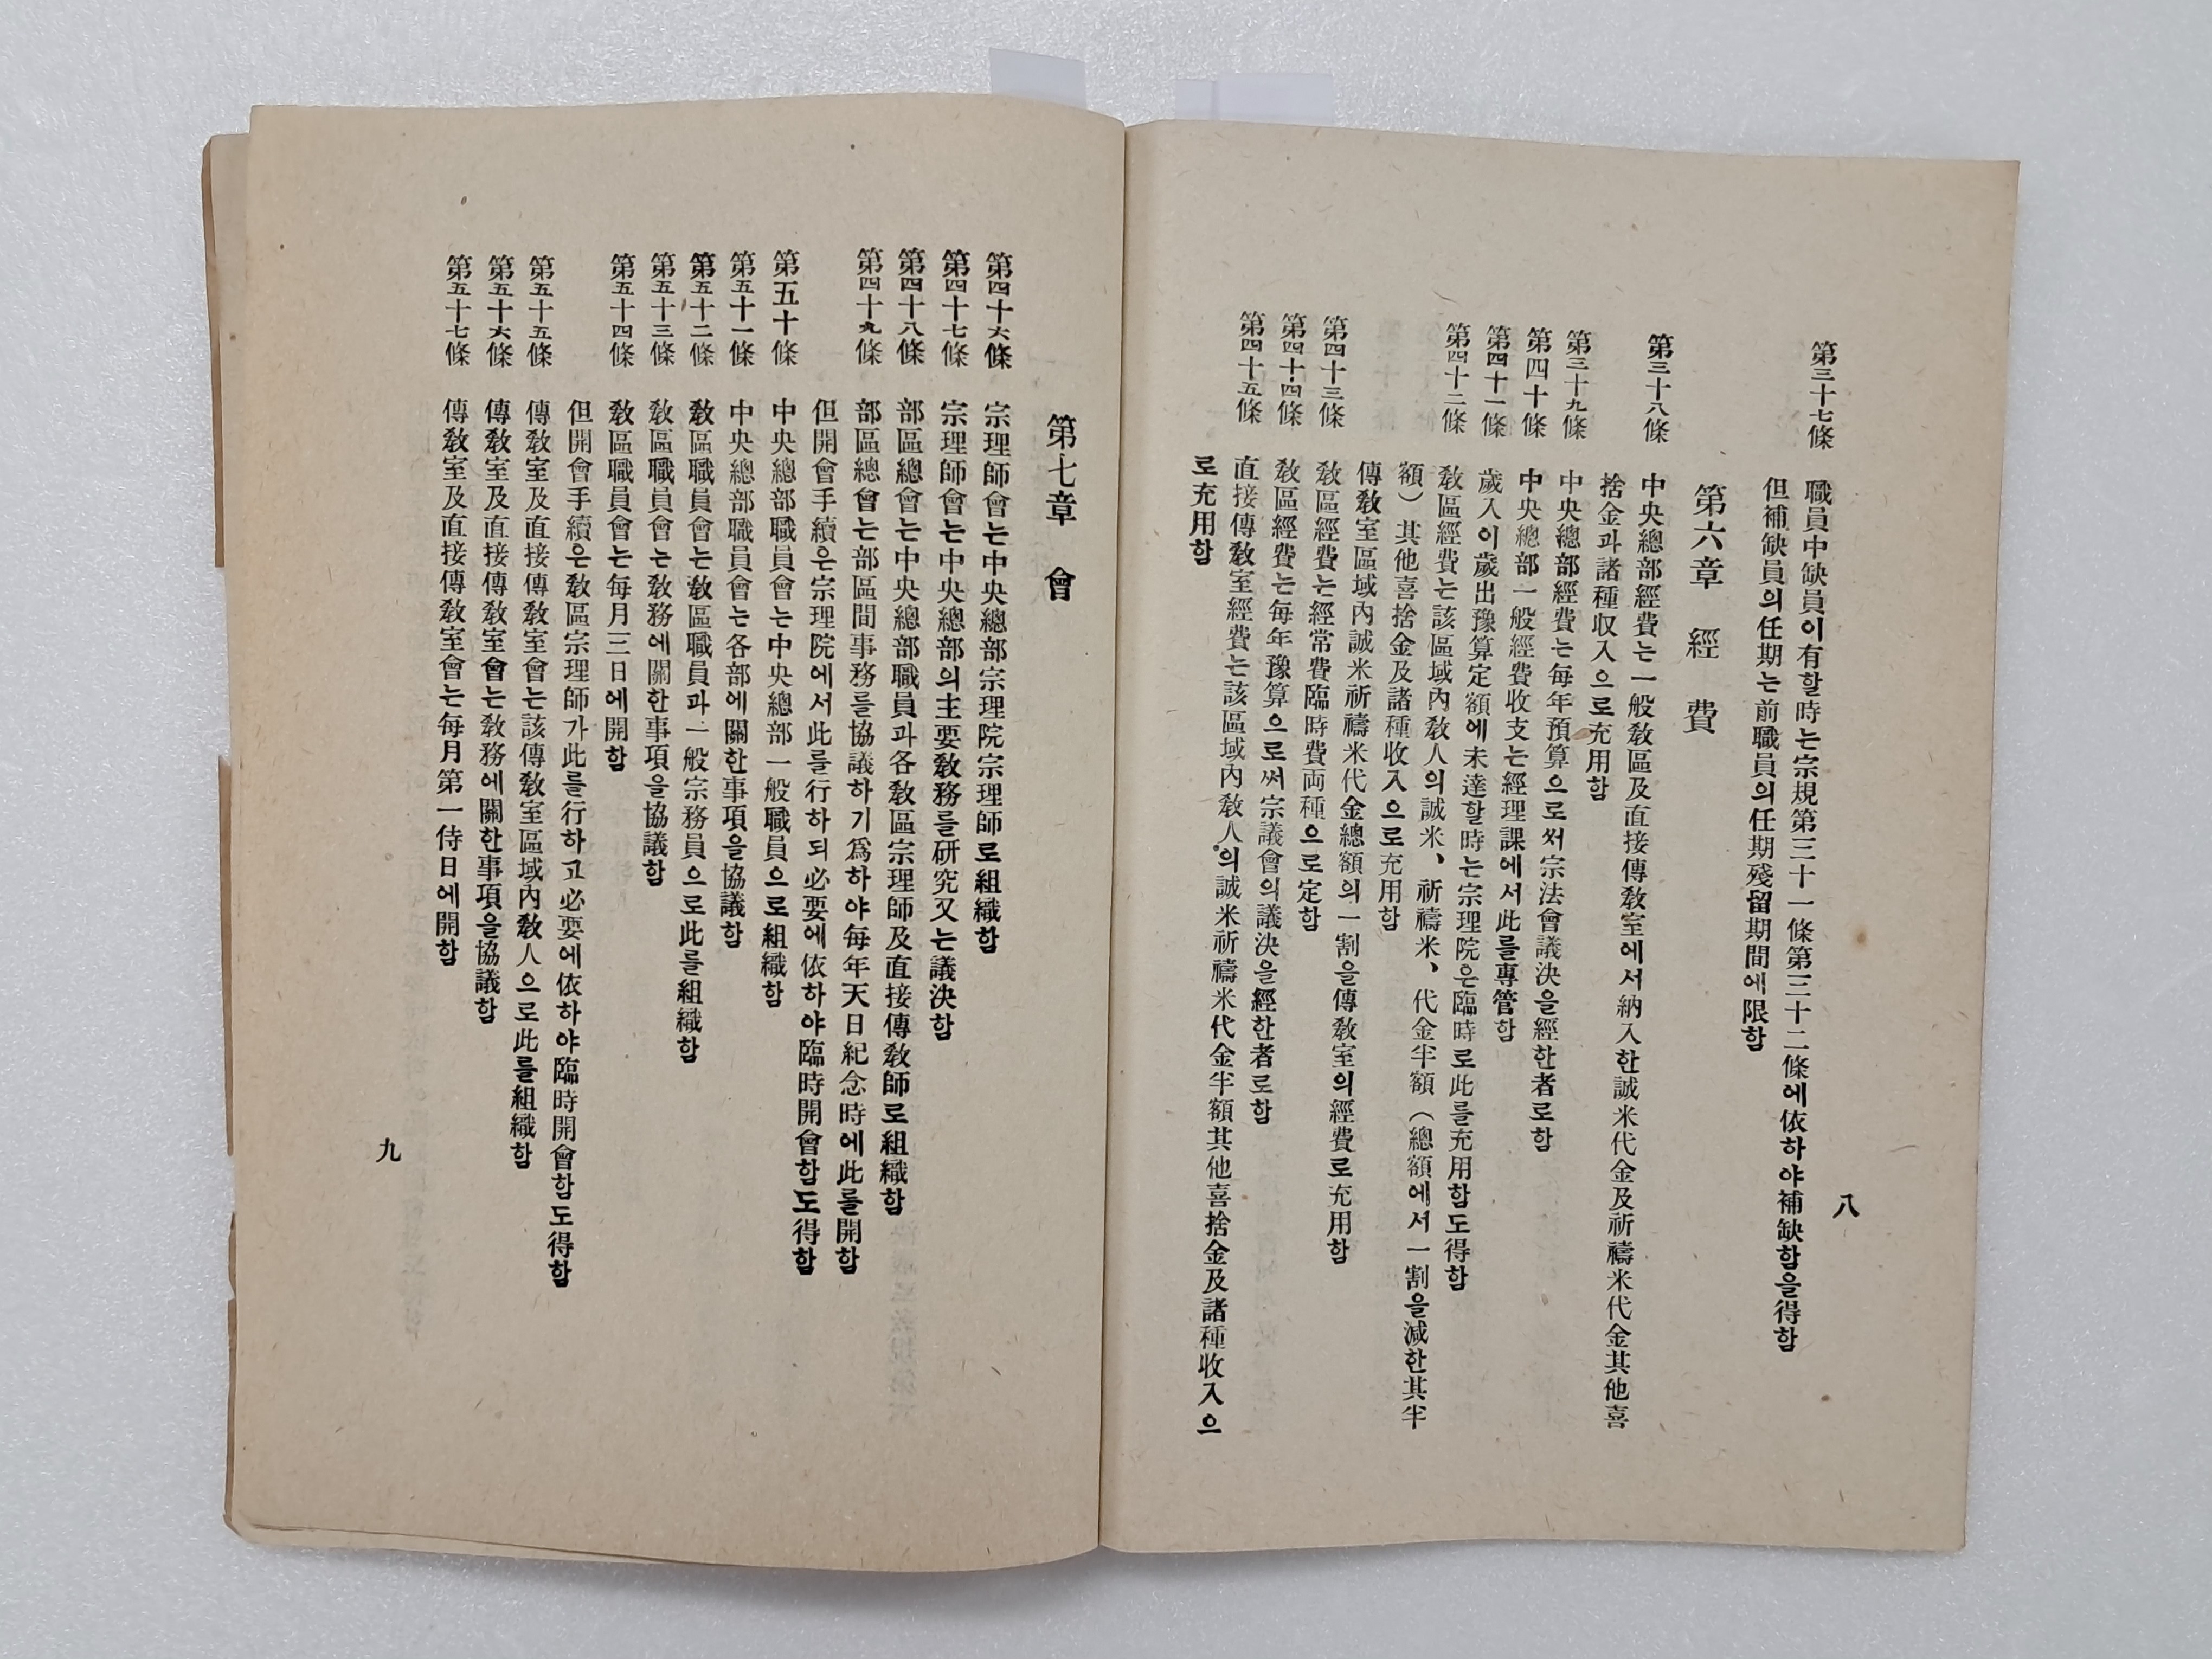 八
第三十七條 職員中缺員이有할時는宗規第三十一條第三十二條에依하야補缺함을得함
但補缺員의任期는前職員의任期殘留期間에限함
第六章 經費
第三十八條 中央總部經費는一般敎區及直接傳敎室에서納入한誠米代金及祈禱米代金其他喜
捨金과諸種収入으로充用함
第三十九條 中央總部經費는每年預算으로써宗法會議決을經한者로함
第四十條 中央總部一般經費收支는經理課에서此를專管함
第四十一條 歲入이歲出豫算定額에未達할時는宗理院은臨時로此를充用함도得함
第四十二條 敎區經費는該區域內敎人의誠米、祈禱米、代金半額（總額에서一割을減한其半
額）其他喜捨金及諸種收入으로充用함
傳敎室區域內誠米祈禱米代金總額의一割을傳敎室의經費로充用함
第四十三條 敎區經費는經常費臨時費両種으로定함
第四十四條 敎區經費는每年豫算으로써宗議會의議決을經한者로함
第四十五條 直接傳敎室經費는該區域內敎人의誠米祈禱米代金半額其他喜捨金及諸種收入으
로充用함
第七章 會
第四十六條 宗理師會는中央總部宗理院宗理師로組織함
第四十七條 宗理師會는中央總部의主要敎務를硏究又는議決함
第四十八條 部區總會는中央總部職員과各敎區宗理師及直接傳敎師로組織함
第四十九條 部區總會는部區間事務를協議하기爲하야每年天日紀念時에此를開함
但開會手續은宗理院에서此를行하되必要에依하야臨時開會함도得함
第五十條 中央總部職員會는中央總部一般職員으로組織함
第五十一條 中央總部職員會는各部에關한事項을協議함
第五十二條 敎區職員會는敎區職員과一般宗務員으로此를組織함
第五十三條 敎區職員會는敎務에關한事項을協議함
第五十四條 敎區職員會는每月三日에開함
但開會手續은敎區宗理師가此를行하고必要에依하야臨時開會함도得함
第五十五條 傳敎室及直接傳敎室會는該傳敎室區域內敎人으로此를組織함
第五十六條 傳敎室及直接傳敎室會는敎務에關한事項을協議함
第五十七條 傳敎室及直接傳敎室會는每月第一侍日에開함
九